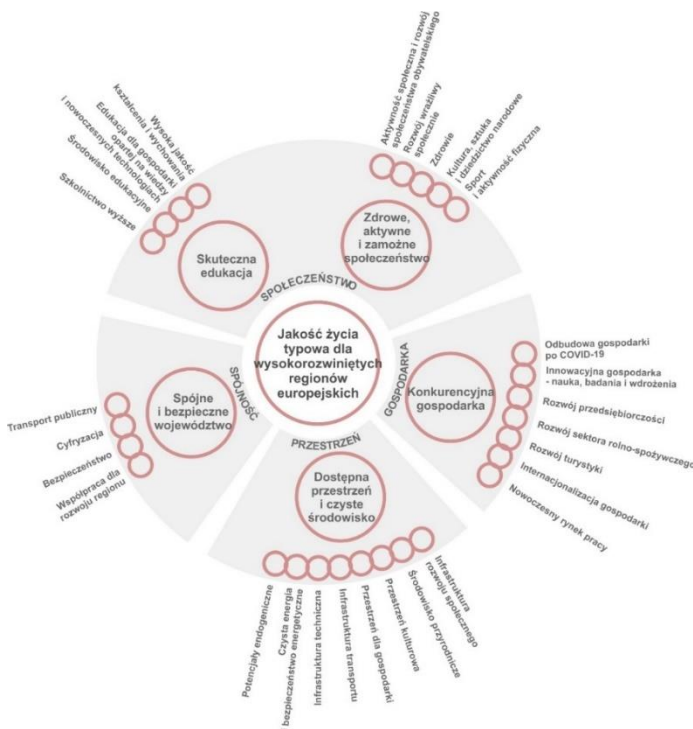 Aktywność społeczna i rozwój
społeczeństwa obywatelskiego
Rozwój wrażliwy
społecznie
Zdrowie
Kultura, sztuka
i dziedzictwo narodowe
Sport
i aktywność fizyczna
Wysoka jakość
kształcenia i wychowania
Edukacja dla gospodarki
opartej na wiedzy
i nowoczesnych technologiach
Środowisko edukacyjne
Szkolnictwo wyższe
Skuteczna
edukacja
Zdrowe,
aktywne
i zamożne
społeczeństwo
SPOŁECZEŃSTWO
Jakość życia
typowa dla
wysokorozwiniętych
regionów
europejskich
SPÓJNOŚĆ
GOSPODARKA
PRZESTRZEŃ
Spójne
i bezpieczne
województwo
Konkurencyjna
gospodarka
Dostępna
przestrzeń
i czyste
środowisko
Odbudowa gospodarki
po COVID-19
Innowacyjna gospodarka
- nauka, badania i wdrożenia
Rozwój przedsiębiorczości
Rozwój sektora rolno-spożywczego
Rozwój turystyki
Internacjonalizacja gospodarki
Nowoczesny rynek pracy
Transport publiczny
Cyfryzacja
Bezpieczeństwo
Współpraca dla
rozwoju regionu
Potencjały endogeniczne
Czysta energia
i bezpieczeństwo energetyczne
Infrastruktura techniczna
Infrastruktura transportu
Przestrzeń dla gospodarki
Przestrzeń kulturowa
Środowisko przyrodnicze
Infrastruktura
rozwoju społecznego